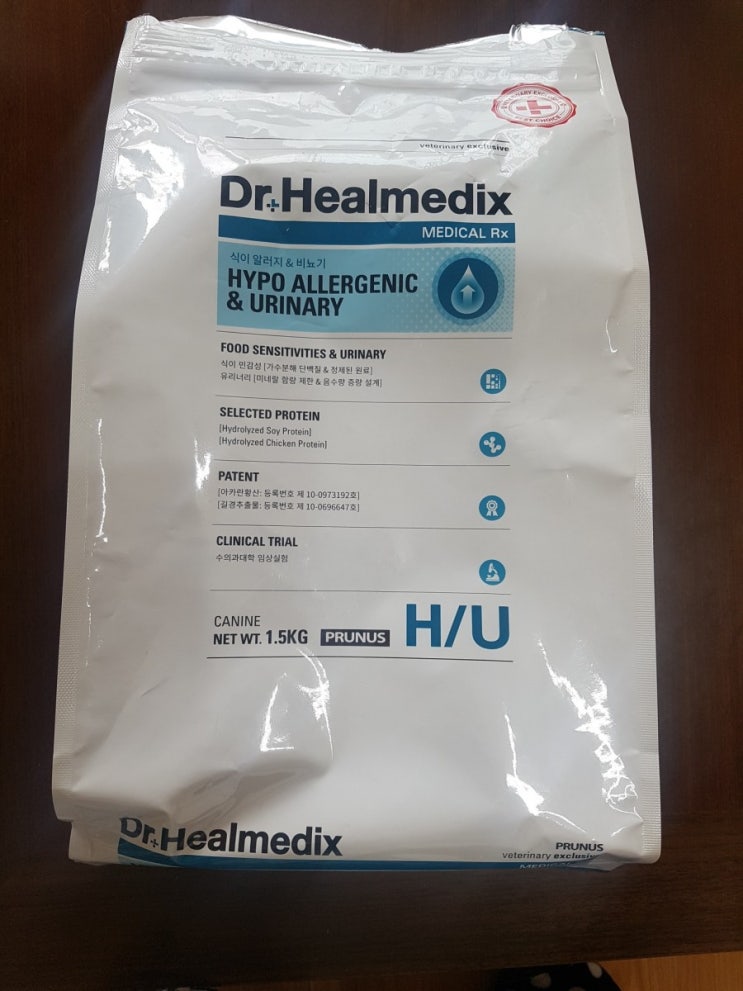 veterinary exclusive
Dr.Healmedix
MEDICAL Rx
식이 알러지 & 비뇨기
HYPO ALLERGENIC
& URINARY
FOOD SENSITIVITIES & URINARY
식이 민감성 [가수분해 단백질 & 정제된 원료]
유리너리 [미네랄 함량 제한 & 음수량 증량 설계]
SELECTED PROTEIN
[Hydrolyzed Soy Protein]
[Hydrolyzed Chicken Protein]
PATENT
[아카란황산: 등록번호 제 10-0973192호]
[길경추출물: 등록번호 제 10-0696647호]
CLINICAL TRIAL
수의과대학 임상실험
CANINE
NET WT. 1.5KG PRUNUS H/U
Dr.Healmedix
PRUNUS
veterinary exclusive